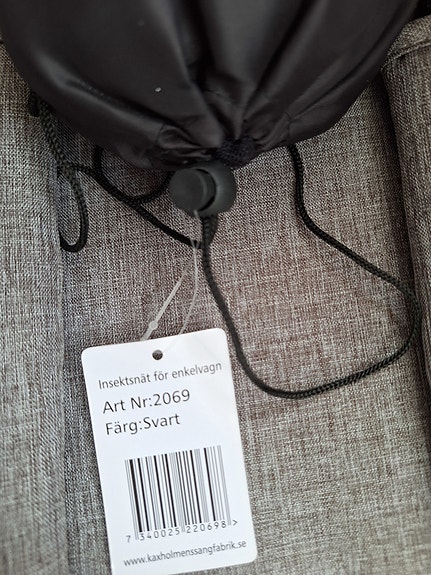 Insektsnät för enkelvagn
Art Nr:2069
Färg:Svart
7 340025 220698 >
www.kaxholmenssangfabrik.se